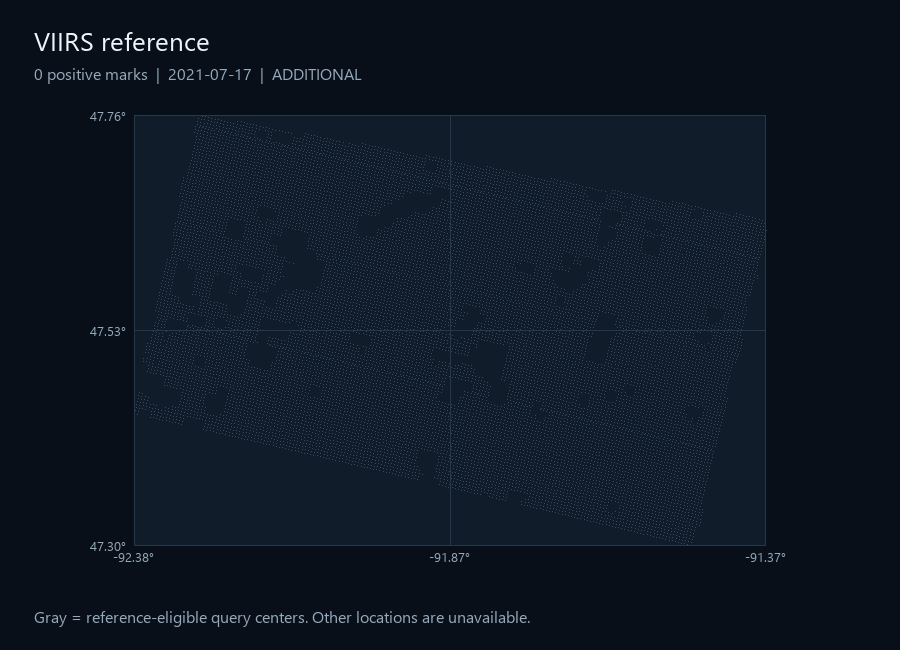 VIIRS reference
0 positive marks | 2021-07-17 | ADDITIONAL
47.76°
47.53°
47.30°
-92.38°
-91.87°
-91.37°
Gray = reference-eligible query centers. Other locations are unavailable.